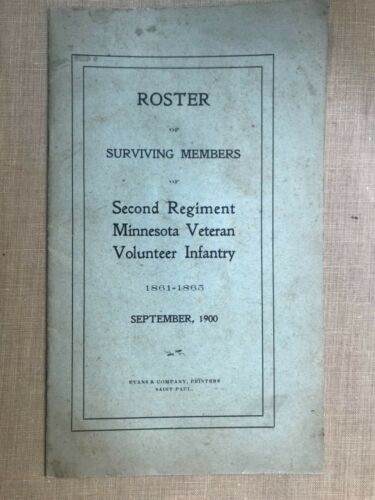 ROSTER
OF
SURVIVING MEMBERS
OF
Second Regiment
Minnesota Veteran
Volunteer Infantry
1861-1865
SEPTEMBER, 1900
EVANS & COMPANY, PRINTERS
SAINT PAUL.